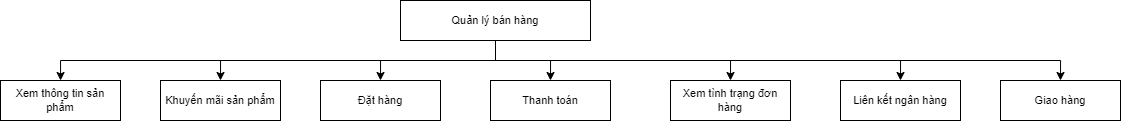 Quản lý bán hàng
Xem thông tin sản
phẩm
Khuyến mãi sản phẩm
Đặt hàng
Thanh toán
Xem tình trạng đơn
hàng
Liên kết ngân hàng
Giao hàng